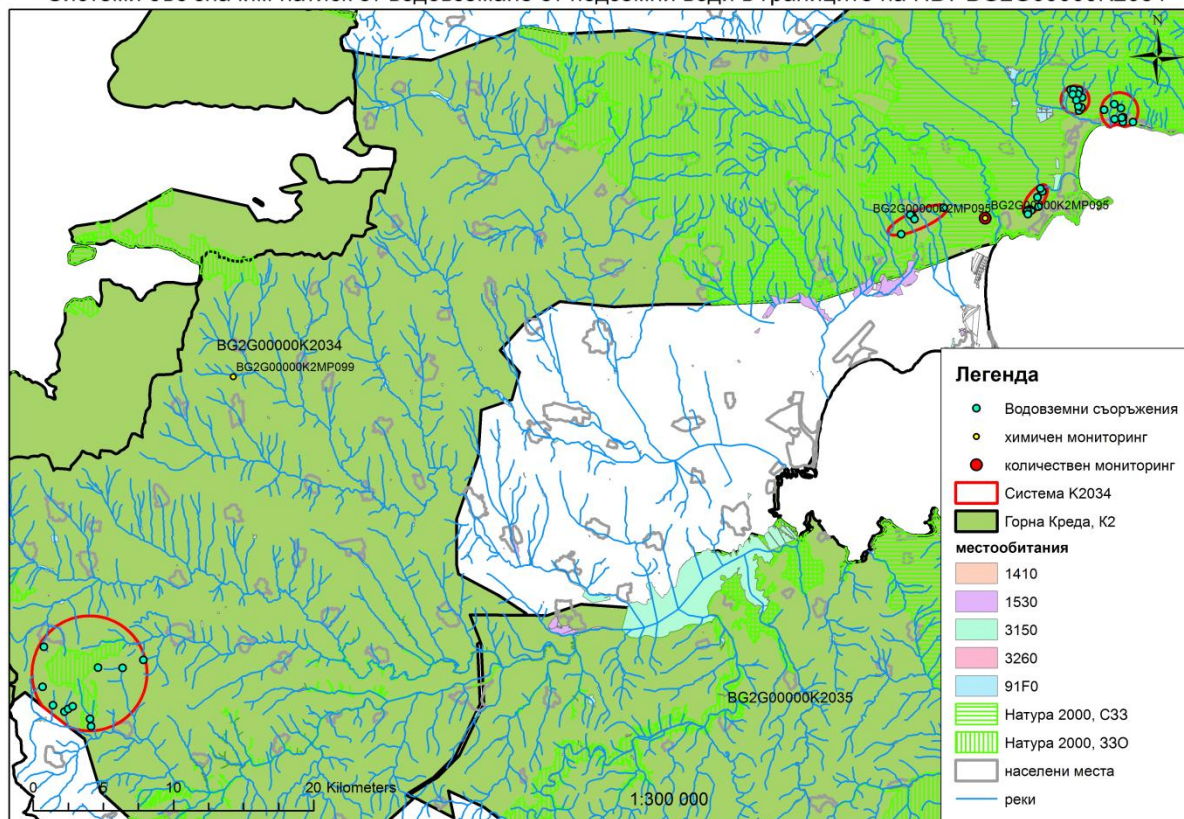 N
BG2G00000K2MP095
BG2G00000K2MP095
BG2G00000K2034
BG2G00000K2MP099
BG2G00000K2035
Легенда
Водовземни съоръжения
химичен мониторинг
количествен мониторинг
Система K2034
Горна Креда, K2
местообитания
1410
1530
3150
3260
91F0
Натура 2000, СЗЗ
Натура 2000, ЗЗО
населени места
реки
0 5 10 20 Kilometers
1:300 000